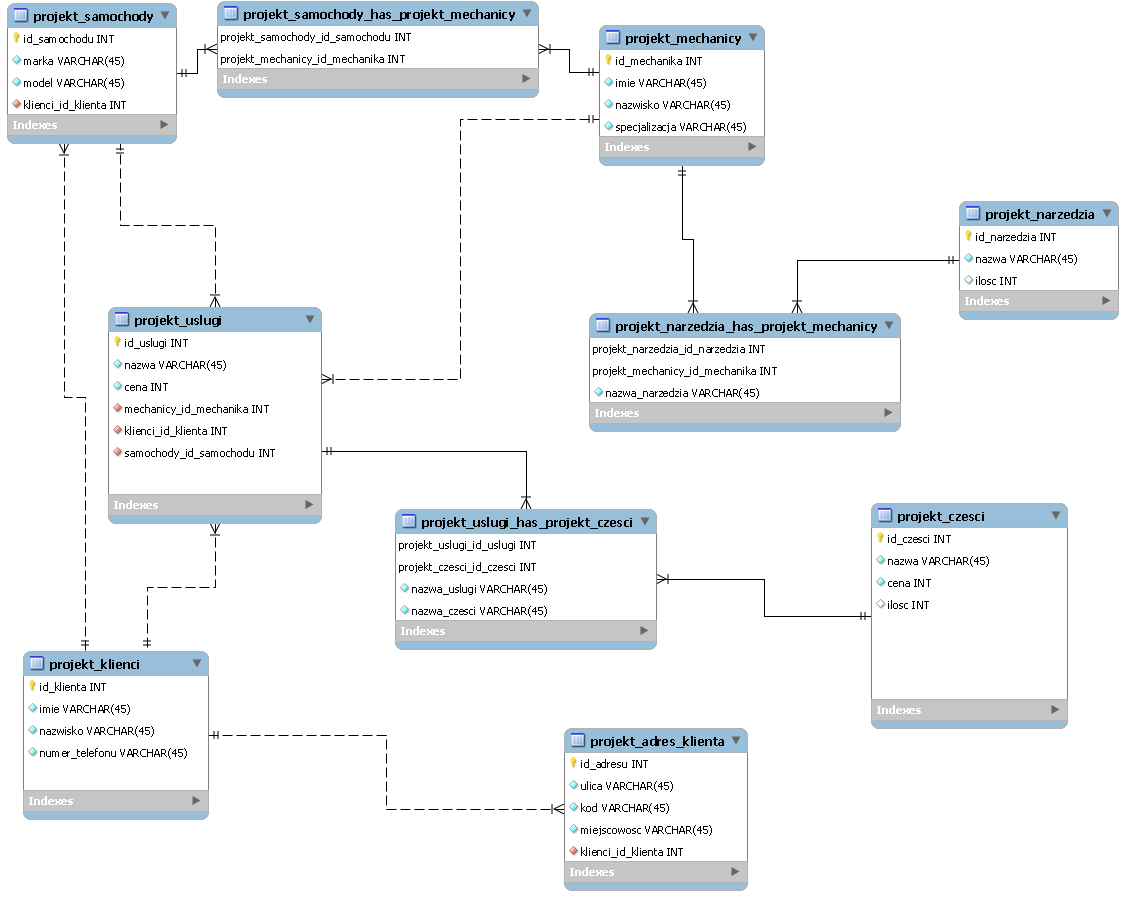 projekt_samochody
id_samochodu INT
marka VARCHAR(45)
model VARCHAR(45)
klienci_id_klienta INT
Indexes
projekt_samochody_has_projekt_mechanicy
projekt_samochody_id_samochodu INT
projekt_mechanicy_id_mechanika INT
Indexes
projekt_mechanicy
id_mechanika INT
imie VARCHAR(45)
nazwisko VARCHAR(45)
specjalizacja VARCHAR(45)
Indexes
projekt_narzedzia
id_narzedzia INT
nazwa VARCHAR(45)
ilosc INT
Indexes
projekt_uslugi
id_uslugi INT
nazwa VARCHAR(45)
cena INT
mechanicy_id_mechanika INT
klienci_id_klienta INT
samochody_id_samochodu INT
Indexes
projekt_narzedzia_has_projekt_mechanicy
projekt_narzedzia_id_narzedzia INT
projekt_mechanicy_id_mechanika INT
nazwa_narzedzia VARCHAR(45)
Indexes
projekt_uslugi_has_projekt_czesci
projekt_uslugi_id_uslugi INT
projekt_czesci_id_czesci INT
nazwa_uslugi VARCHAR(45)
nazwa_czesci VARCHAR(45)
Indexes
projekt_czesci
id_czesci INT
nazwa VARCHAR(45)
cena INT
ilosc INT
Indexes
projekt_klienci
id_klienta INT
imie VARCHAR(45)
nazwisko VARCHAR(45)
numer_telefonu VARCHAR(45)
Indexes
projekt_adres_klienta
id_adresu INT
ulica VARCHAR(45)
kod VARCHAR(45)
miejscowosc VARCHAR(45)
klienci_id_klienta INT
Indexes